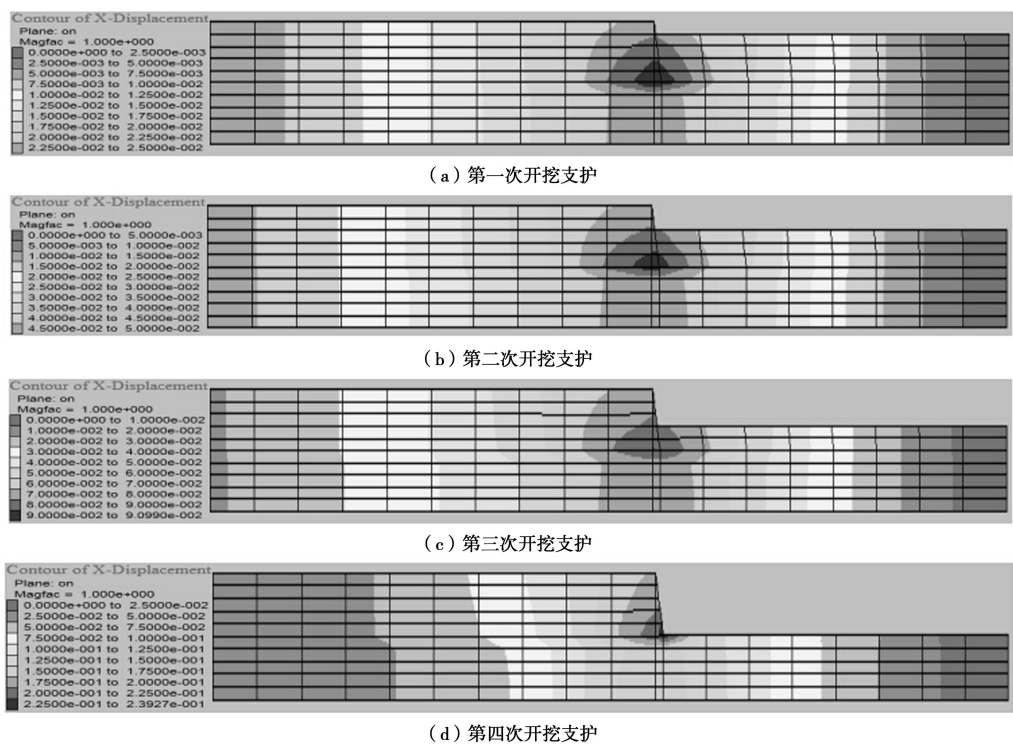 Contour of X-Displacement
Plane: on
Magfac = 1.000e+000
0.0000e+000 to 2.5000e-003
2.5000e-003 to 5.0000e-003
5.0000e-003 to 7.5000e-003
7.5000e-003 to 1.0000e-002
1.0000e-002 to 1.2500e-002
1.2500e-002 to 1.5000e-002
1.5000e-002 to 1.7500e-002
1.7500e-002 to 2.0000e-002
2.0000e-002 to 2.2500e-002
2.2500e-002 to 2.5000e-002
（a）第一次开挖支护
Contour of X-Displacement
Plane: on
Magfac = 1.000e+000
0.0000e+000 to 5.0000e-003
5.0000e-003 to 1.0000e-002
1.0000e-002 to 1.5000e-002
1.5000e-002 to 2.0000e-002
2.0000e-002 to 2.5000e-002
2.5000e-002 to 3.0000e-002
3.0000e-002 to 3.5000e-002
3.5000e-002 to 4.0000e-002
4.0000e-002 to 4.5000e-002
4.5000e-002 to 5.0000e-002
（b）第二次开挖支护
Contour of X-Displacement
Plane: on
Magfac = 1.000e+000
0.0000e+000 to 1.0000e-002
1.0000e-002 to 2.0000e-002
2.0000e-002 to 3.0000e-002
3.0000e-002 to 4.0000e-002
4.0000e-002 to 5.0000e-002
5.0000e-002 to 6.0000e-002
6.0000e-002 to 7.0000e-002
7.0000e-002 to 8.0000e-002
8.0000e-002 to 9.0000e-002
9.0000e-002 to 9.0990e-002
（c）第三次开挖支护
Contour of X-Displacement
Plane: on
Magfac = 1.000e+000
0.0000e+000 to 2.5000e-002
2.5000e-002 to 5.0000e-002
5.0000e-002 to 7.5000e-002
7.5000e-002 to 1.0000e-001
1.0000e-001 to 1.2500e-001
1.2500e-001 to 1.5000e-001
1.5000e-001 to 1.7500e-001
1.7500e-001 to 2.0000e-001
2.0000e-001 to 2.2500e-001
2.2500e-001 to 2.3927e-001
（d）第四次开挖支护